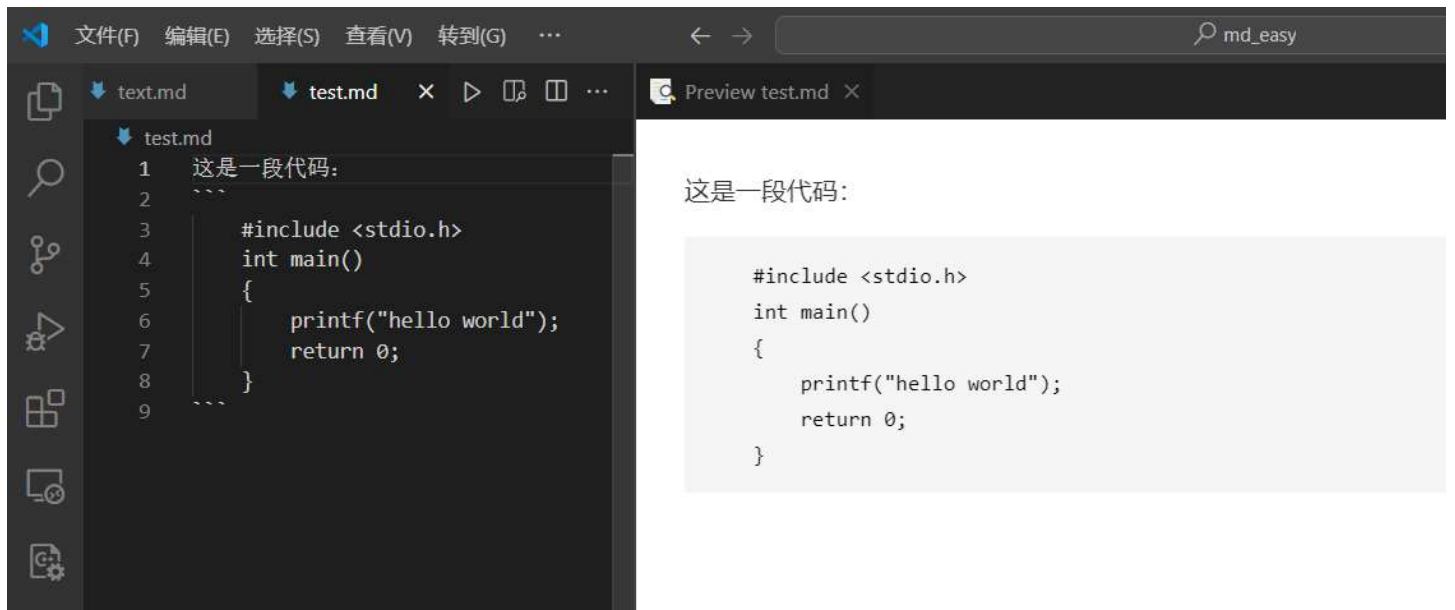 文件(F) 编辑(E) 选择(S) 查看(V) 转到(G) ··· ← → md_easy
text.md test.md × ··· Preview test.md ×
test.md
1 这是一段代码：
2 ```
3     #include <stdio.h>
4     int main()
5     {
6         printf("hello world");
7         return 0;
8     }
9 ```
这是一段代码：
#include <stdio.h>
int main()
{
    printf("hello world");
    return 0;
}